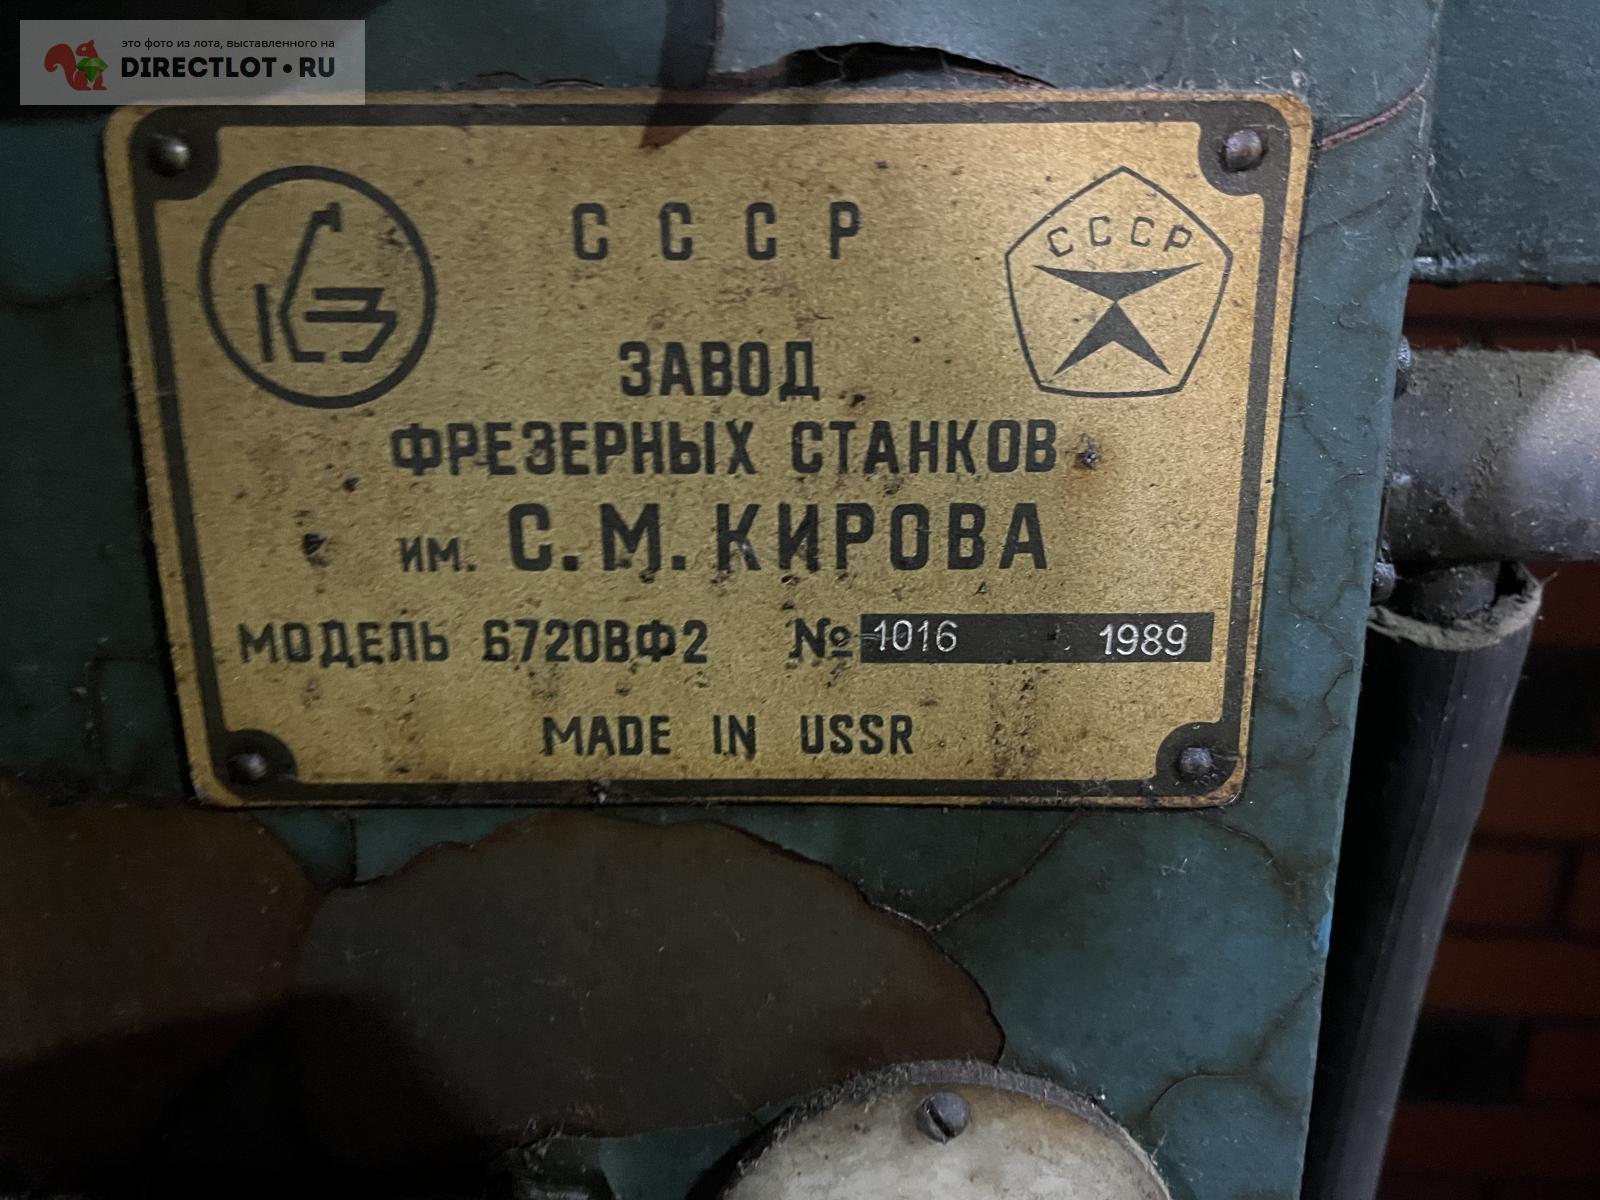 это фото из лота, выставленного на
DIRECTLOT•RU
СССР
СССР
КЗ
ЗАВОД
ФРЕЗЕРНЫХ СТАНКОВ
им. С.М.КИРОВА
МОДЕЛЬ 6720ВФ2 № 1016 1989
MADE IN USSR